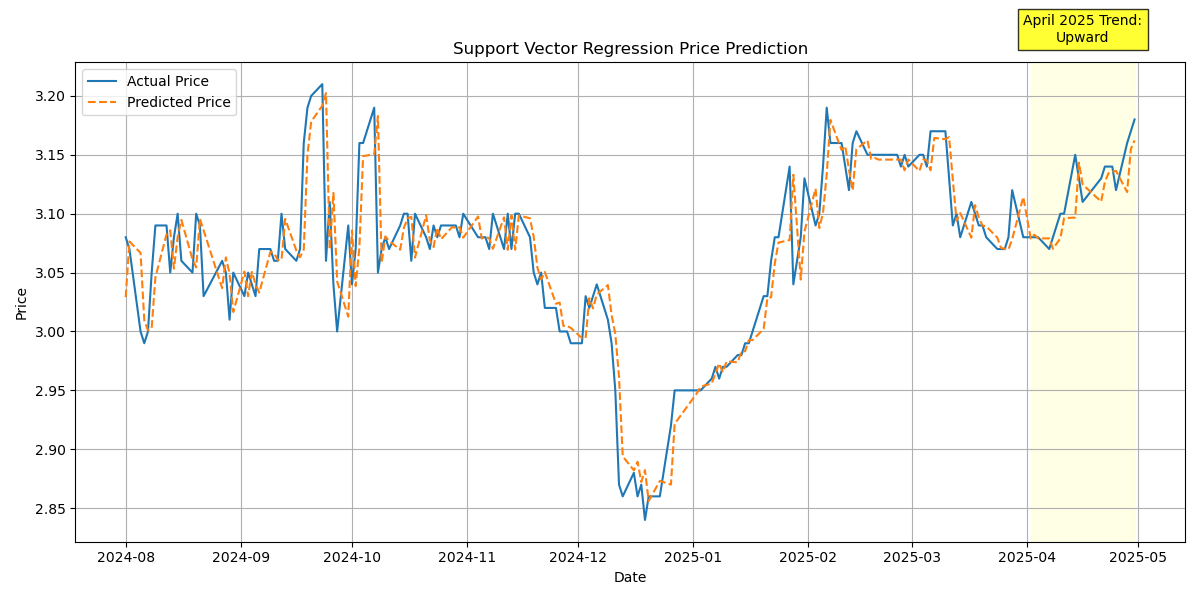 April 2025 Trend:
Upward
Support Vector Regression Price Prediction
Actual Price
Predicted Price
Price
3.20
3.15
3.10
3.05
3.00
2.95
2.90
2.85
2024-08 2024-09 2024-10 2024-11 2024-12 2025-01 2025-02 2025-03 2025-04 2025-05
Date